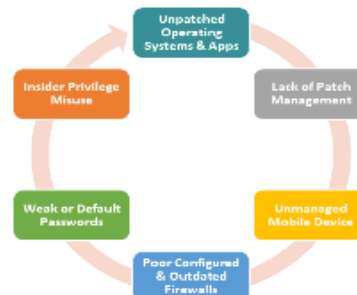 Unpatched
Operating
Systems & Apps
Lack of Patch
Management
Unmanaged
Mobile Device
Poor Configured
& Outdated
Firewalls
Weak or Default
Passwords
Insider Privilege
Misuse